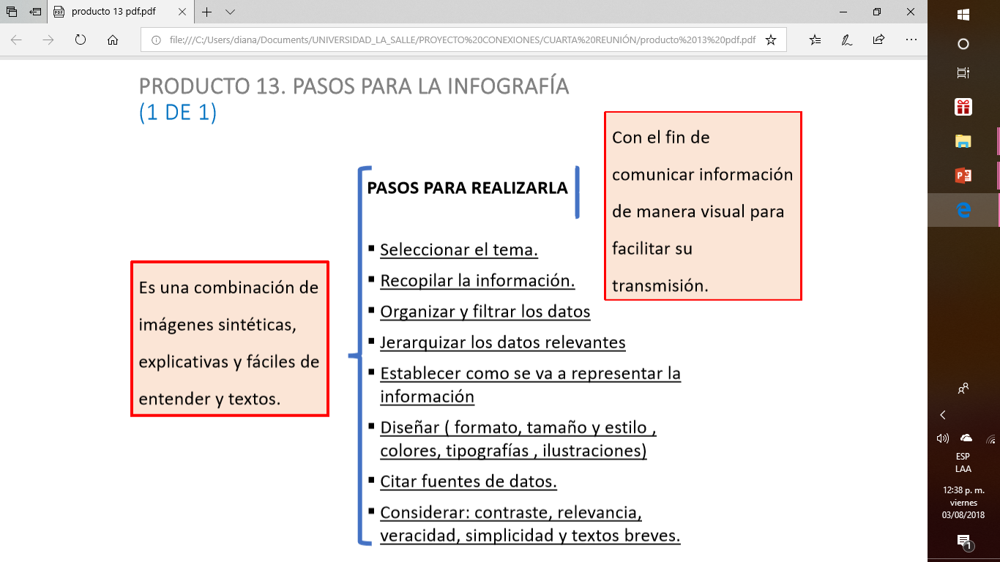 producto 13 pdf.pdf
file:///C:/Users/diana/Documents/UNIVERSIDAD_LA_SALLE/PROYECTO%20CONEXIONES/CUARTA%20REUNIÓN/producto%2013%20pdf.pdf
PRODUCTO 13. PASOS PARA LA INFOGRAFÍA
(1 DE 1)
Es una combinación de
imágenes sintéticas,
explicativas y fáciles de
entender y textos.
PASOS PARA REALIZARLA
▪ Seleccionar el tema.
▪ Recopilar la información.
▪ Organizar y filtrar los datos
▪ Jerarquizar los datos relevantes
▪ Establecer como se va a representar la
información
▪ Diseñar ( formato, tamaño y estilo ,
colores, tipografías , ilustraciones)
▪ Citar fuentes de datos.
▪ Considerar: contraste, relevancia,
veracidad, simplicidad y textos breves.
Con el fin de
comunicar información
de manera visual para
facilitar su
transmisión.
ESP
LAA
12:38 p. m.
viernes
03/08/2018
1